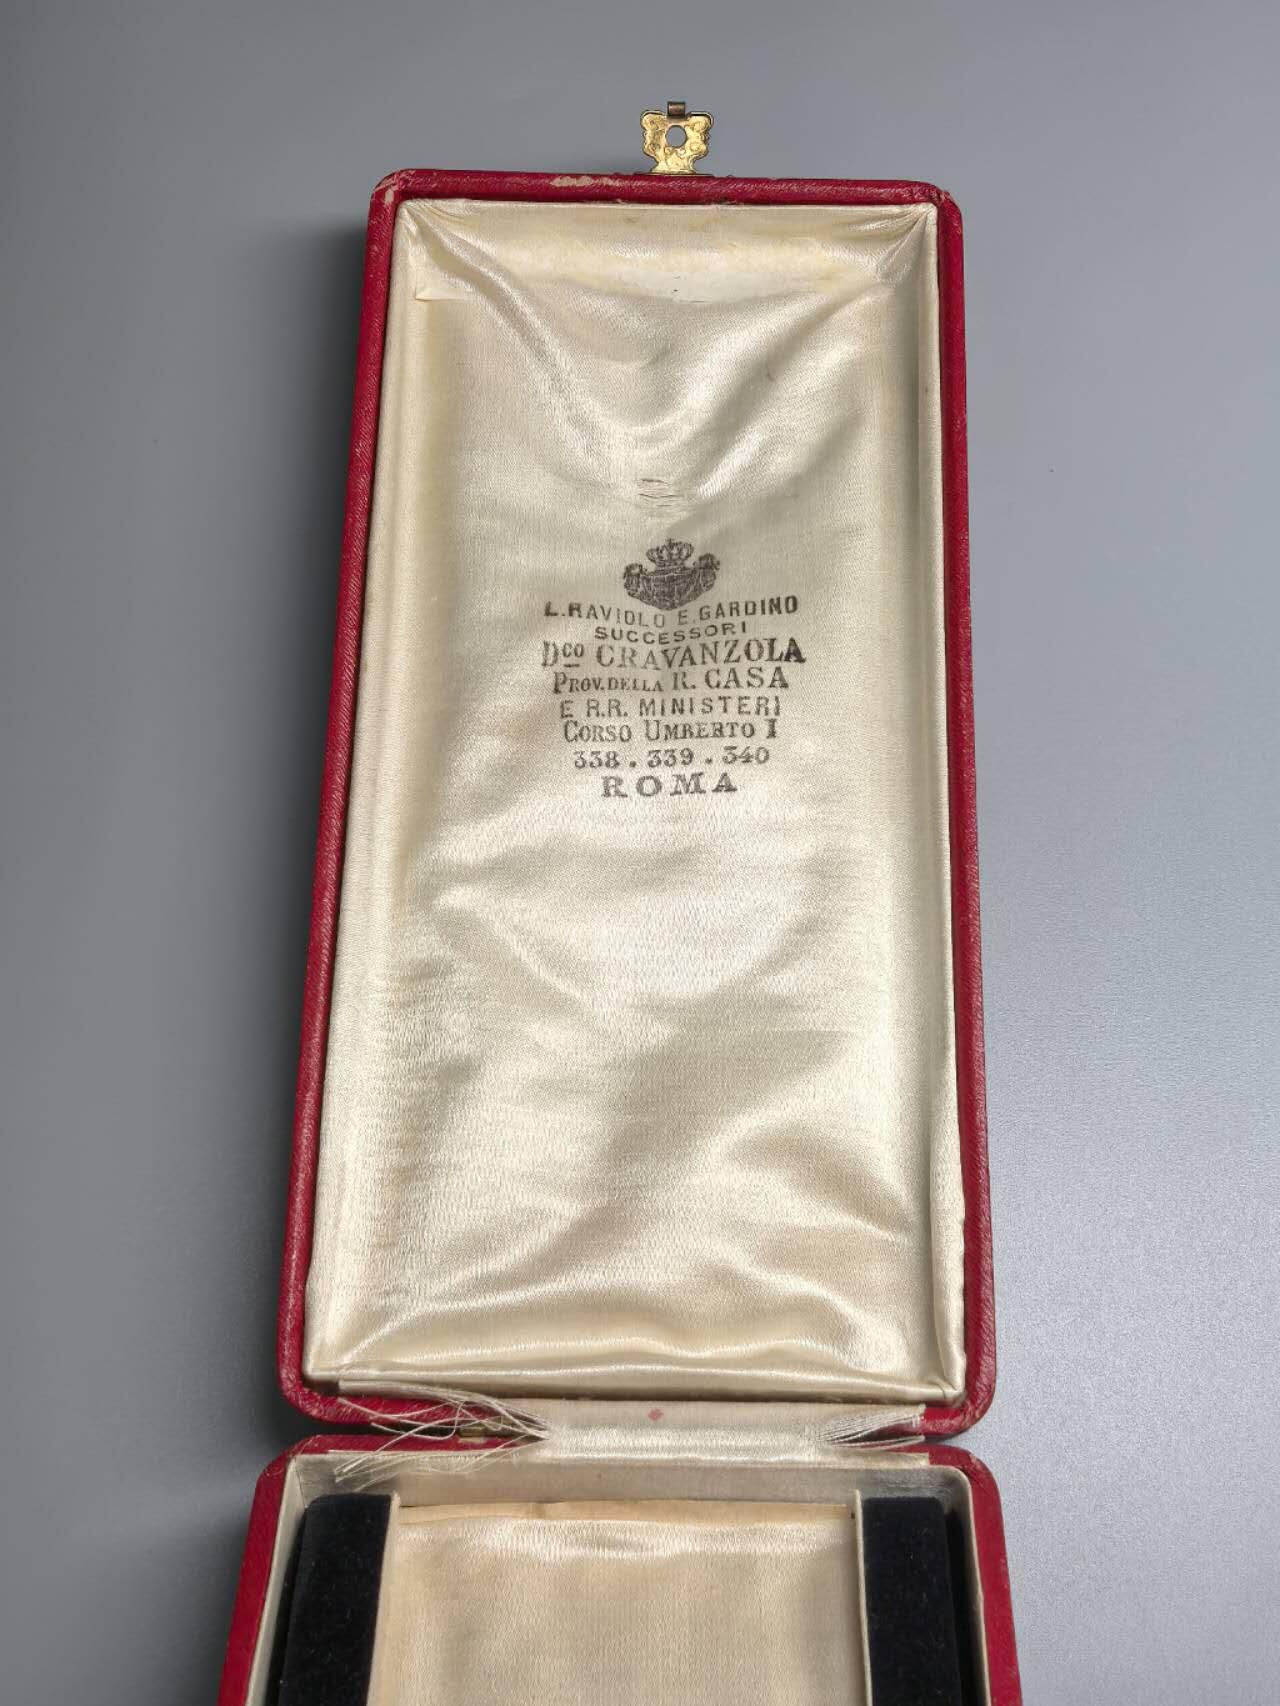 L. RAVIOLO E. GARDINO
SUCCESSORI
Dco CRAVANZOLA
PROV. DELLA R. CASA
E R.R. MINISTERI
CORSO UMBERTO I
338 . 339 . 340
ROMA